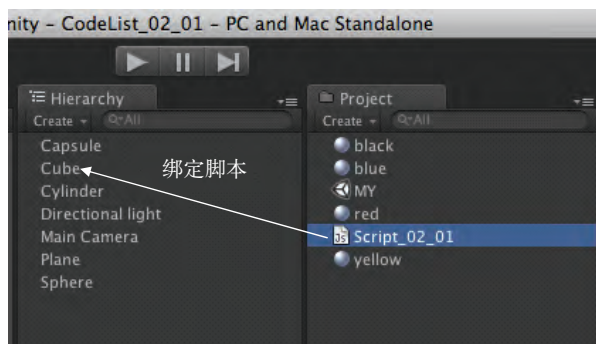 nity – CodeList_02_01 – PC and Mac Standalone
Hierarchy
Create All
Capsule
Cube
Cylinder
Directional light
Main Camera
Plane
Sphere
绑定脚本
Project
Create All
black
blue
MY
red
Js Script_02_01
yellow